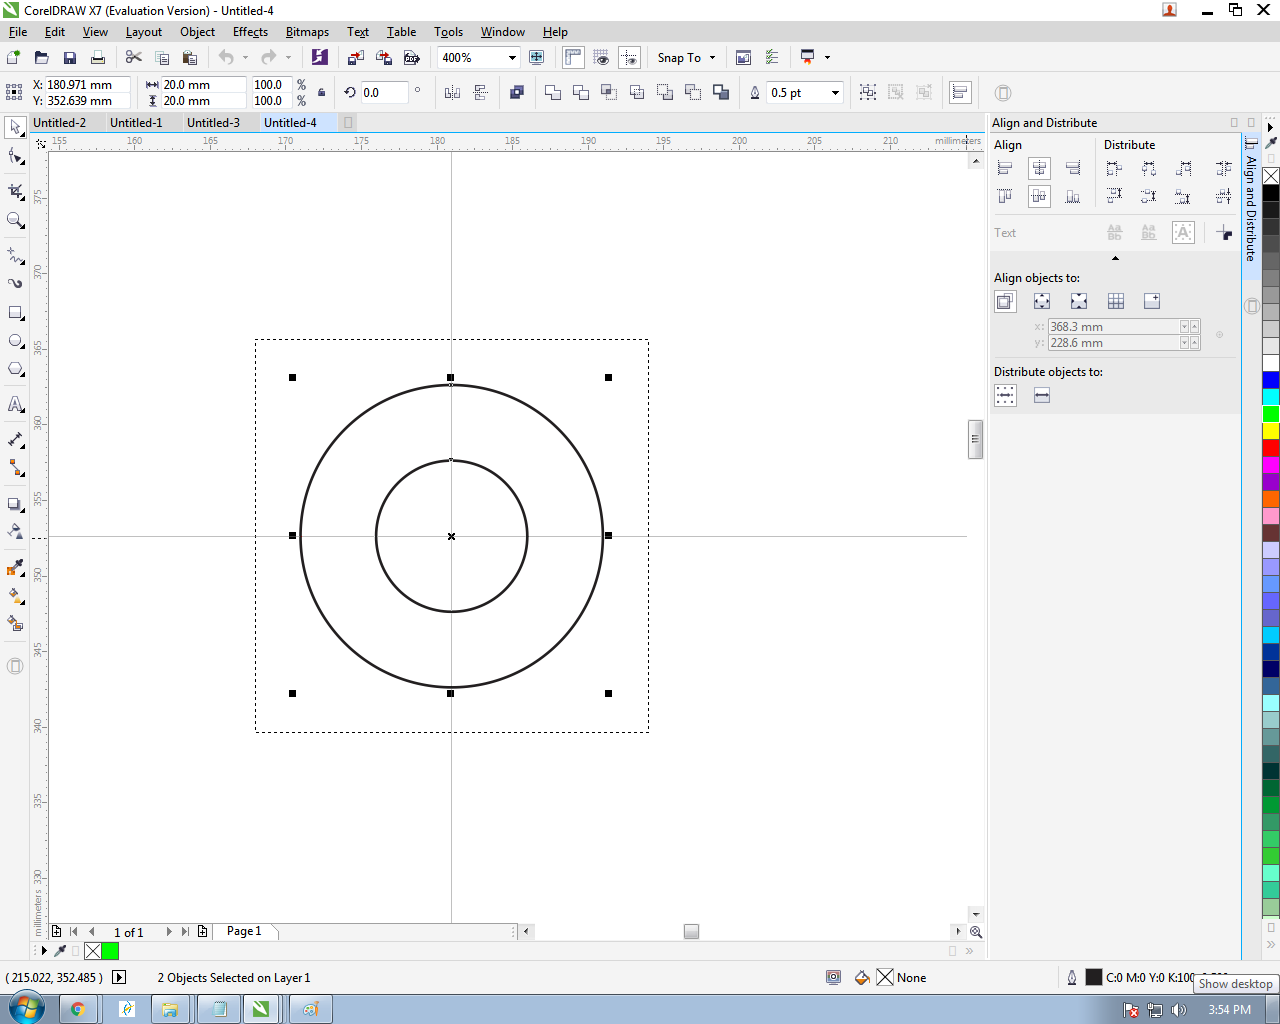 CorelDRAW X7 (Evaluation Version) - Untitled-4
File Edit View Layout Object Effects Bitmaps Text Table Tools Window Help
400% Snap To
X: 180.971 mm 20.0 mm 100.0 % 0.0 ° 0.5 pt
Y: 352.639 mm 20.0 mm 100.0 %
Untitled-2 Untitled-1 Untitled-3 Untitled-4
155 160 165 170 175 180 185 190 195 200 205 210 millimeters
375
370
365
360
355
350
345
340
335
330
millimeters
Align and Distribute
Align Distribute
Text
Align objects to:
x: 368.3 mm
y: 228.6 mm
Distribute objects to:
Align and Distribute
1 of 1 Page 1
( 215.022, 352.485 ) 2 Objects Selected on Layer 1 None C:0 M:0 Y:0 K:100
Show desktop
3:54 PM